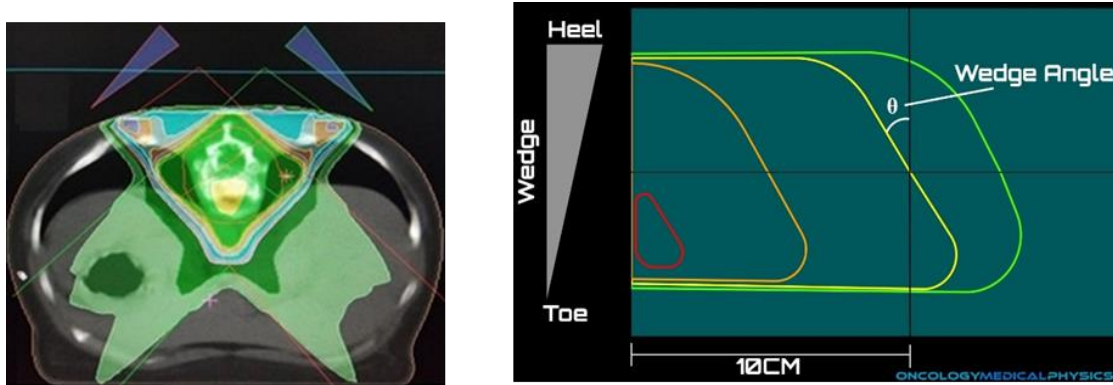 Heel
Wedge Angle
θ
Wedge
Toe
10CM
ONCOLOGYMEDICALPHYSICS